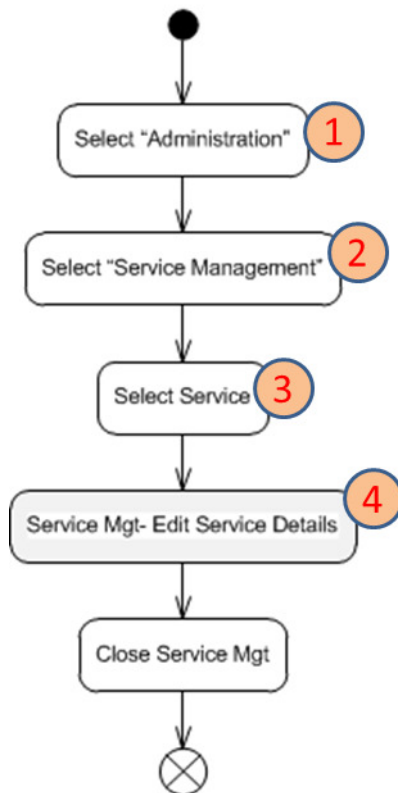 Select “Administration”
1
Select “Service Management”
2
Select Service
3
Service Mgt- Edit Service Details
4
Close Service Mgt